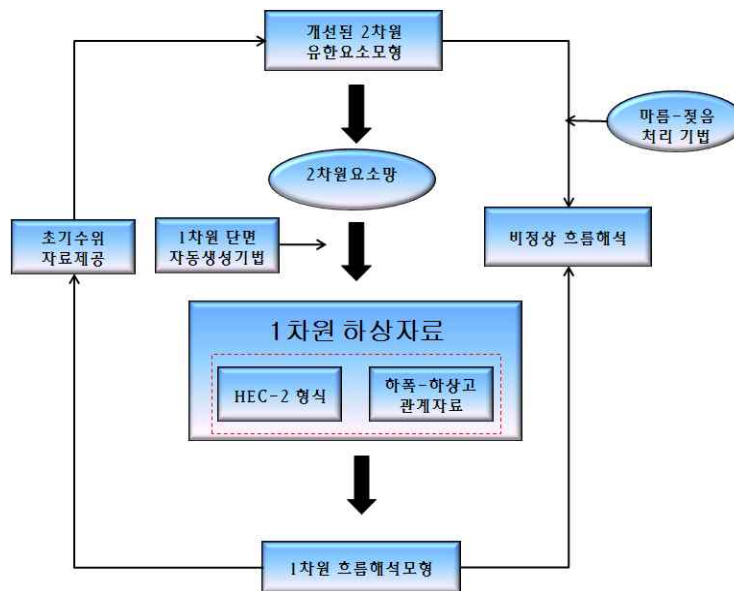 개선된 2차원
유한요소모형
마름-젖음
처리 기법
2차원요소망
초기수위
자료제공
1차원 단면
자동생성기법
비정상 흐름해석
1차원 하상자료
HEC-2 형식
하폭-하상고
관계자료
1차원 흐름해석모형